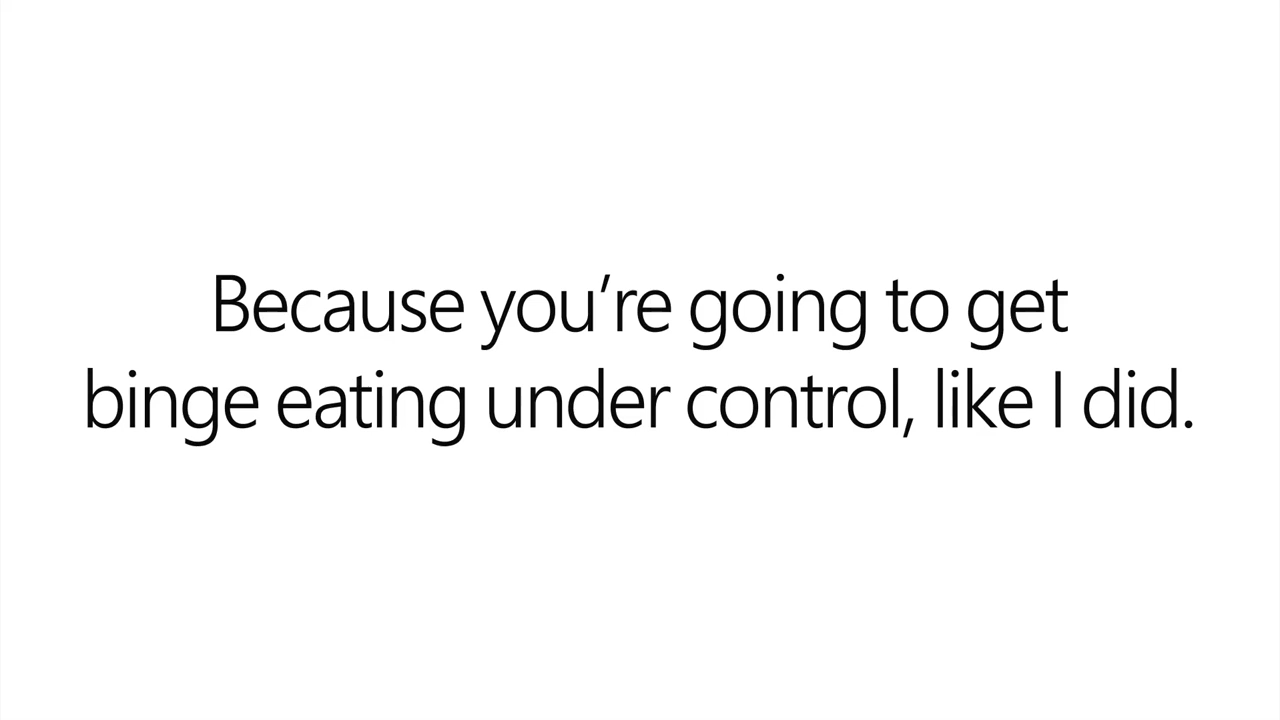 Because you’re going to get
binge eating under control, like I did.